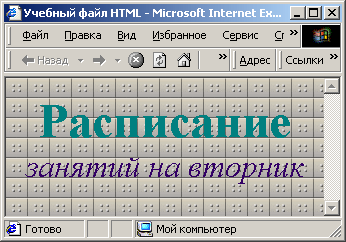 Учебный файл HTML - Microsoft Internet Ex...
Файл Правка Вид Избранное Сервис »
Назад » Адрес Ссылки »
Расписание
занятий на вторник
Готово Мой компьютер